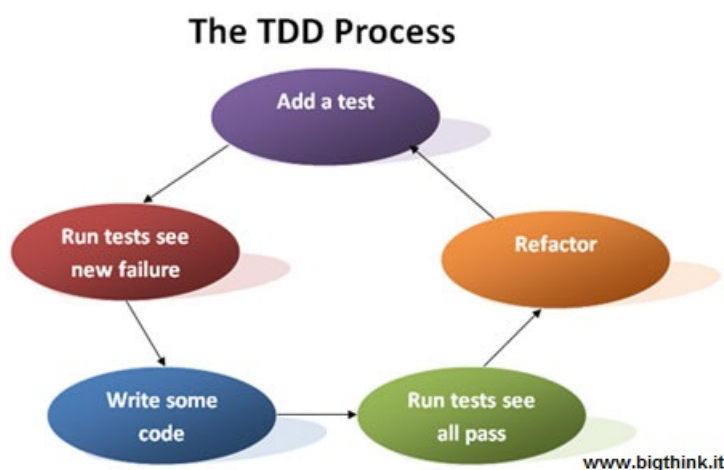 The TDD Process
Add a test
Run tests see
new failure
Write some
code
Run tests see
all pass
Refactor
www.bigthink.it